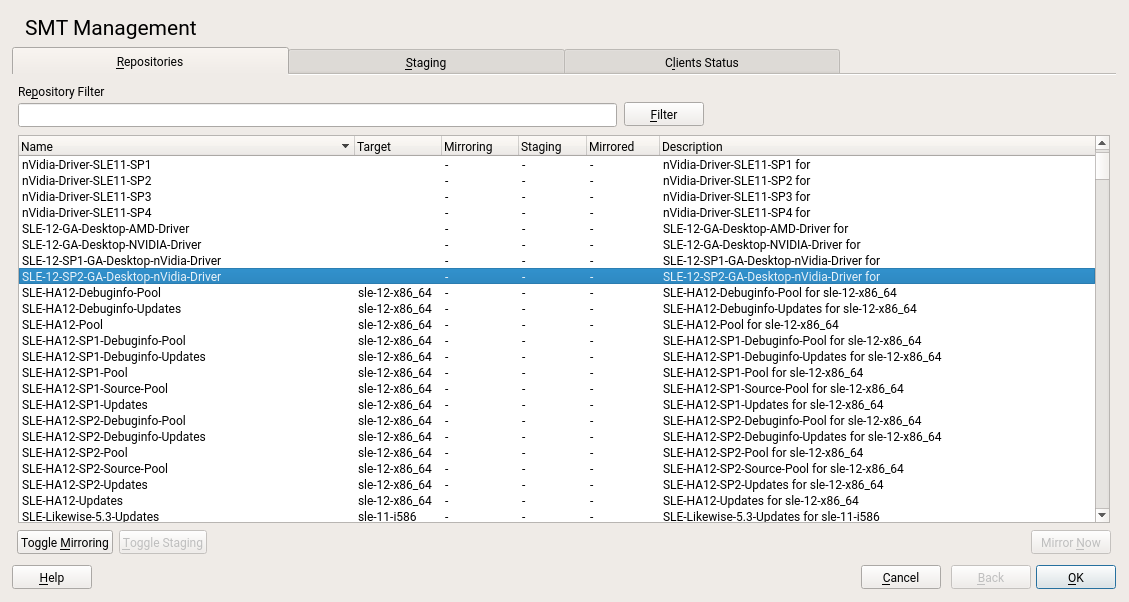 SMT Management
Repositories Staging Clients Status
Repository Filter
Filter
Name Target Mirroring Staging Mirrored Description
nVidia-Driver-SLE11-SP1 - - - nVidia-Driver-SLE11-SP1 for
nVidia-Driver-SLE11-SP2 - - - nVidia-Driver-SLE11-SP2 for
nVidia-Driver-SLE11-SP3 - - - nVidia-Driver-SLE11-SP3 for
nVidia-Driver-SLE11-SP4 - - - nVidia-Driver-SLE11-SP4 for
SLE-12-GA-Desktop-AMD-Driver - - - SLE-12-GA-Desktop-AMD-Driver for
SLE-12-GA-Desktop-NVIDIA-Driver - - - SLE-12-GA-Desktop-NVIDIA-Driver for
SLE-12-SP1-GA-Desktop-nVidia-Driver - - - SLE-12-SP1-GA-Desktop-nVidia-Driver for
SLE-12-SP2-GA-Desktop-nVidia-Driver - - - SLE-12-SP2-GA-Desktop-nVidia-Driver for
SLE-HA12-Debuginfo-Pool sle-12-x86_64 - - - SLE-HA12-Debuginfo-Pool for sle-12-x86_64
SLE-HA12-Debuginfo-Updates sle-12-x86_64 - - - SLE-HA12-Debuginfo-Updates for sle-12-x86_64
SLE-HA12-Pool sle-12-x86_64 - - - SLE-HA12-Pool for sle-12-x86_64
SLE-HA12-SP1-Debuginfo-Pool sle-12-x86_64 - - - SLE-HA12-SP1-Debuginfo-Pool for sle-12-x86_64
SLE-HA12-SP1-Debuginfo-Updates sle-12-x86_64 - - - SLE-HA12-SP1-Debuginfo-Updates for sle-12-x86_64
SLE-HA12-SP1-Pool sle-12-x86_64 - - - SLE-HA12-SP1-Pool for sle-12-x86_64
SLE-HA12-SP1-Source-Pool sle-12-x86_64 - - - SLE-HA12-SP1-Source-Pool for sle-12-x86_64
SLE-HA12-SP1-Updates sle-12-x86_64 - - - SLE-HA12-SP1-Updates for sle-12-x86_64
SLE-HA12-SP2-Debuginfo-Pool sle-12-x86_64 - - - SLE-HA12-SP2-Debuginfo-Pool for sle-12-x86_64
SLE-HA12-SP2-Debuginfo-Updates sle-12-x86_64 - - - SLE-HA12-SP2-Debuginfo-Updates for sle-12-x86_64
SLE-HA12-SP2-Pool sle-12-x86_64 - - - SLE-HA12-SP2-Pool for sle-12-x86_64
SLE-HA12-SP2-Source-Pool sle-12-x86_64 - - - SLE-HA12-SP2-Source-Pool for sle-12-x86_64
SLE-HA12-SP2-Updates sle-12-x86_64 - - - SLE-HA12-SP2-Updates for sle-12-x86_64
SLE-HA12-Updates sle-12-x86_64 - - - SLE-HA12-Updates for sle-12-x86_64
SLE-Likewise-5.3-Updates sle-11-i586 - - - SLE-Likewise-5.3-Updates for sle-11-i586
Toggle Mirroring Toggle Staging Mirror Now
Help Cancel Back OK